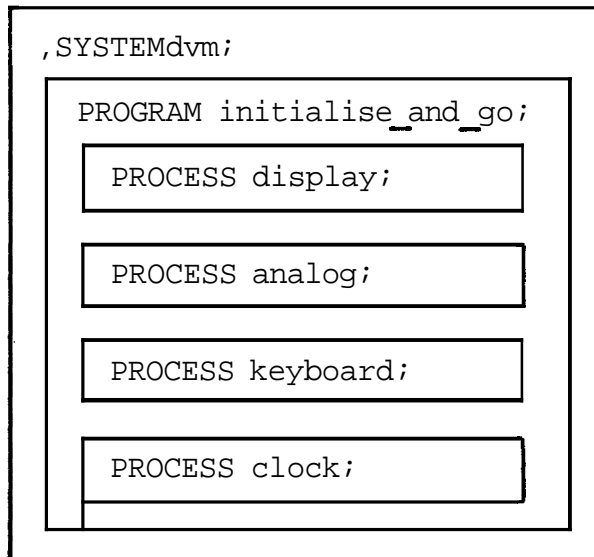 ,SYSTEMdvm;
PROGRAM initialise_and_go;
PROCESS display;
PROCESS analog;
PROCESS keyboard;
PROCESS clock;